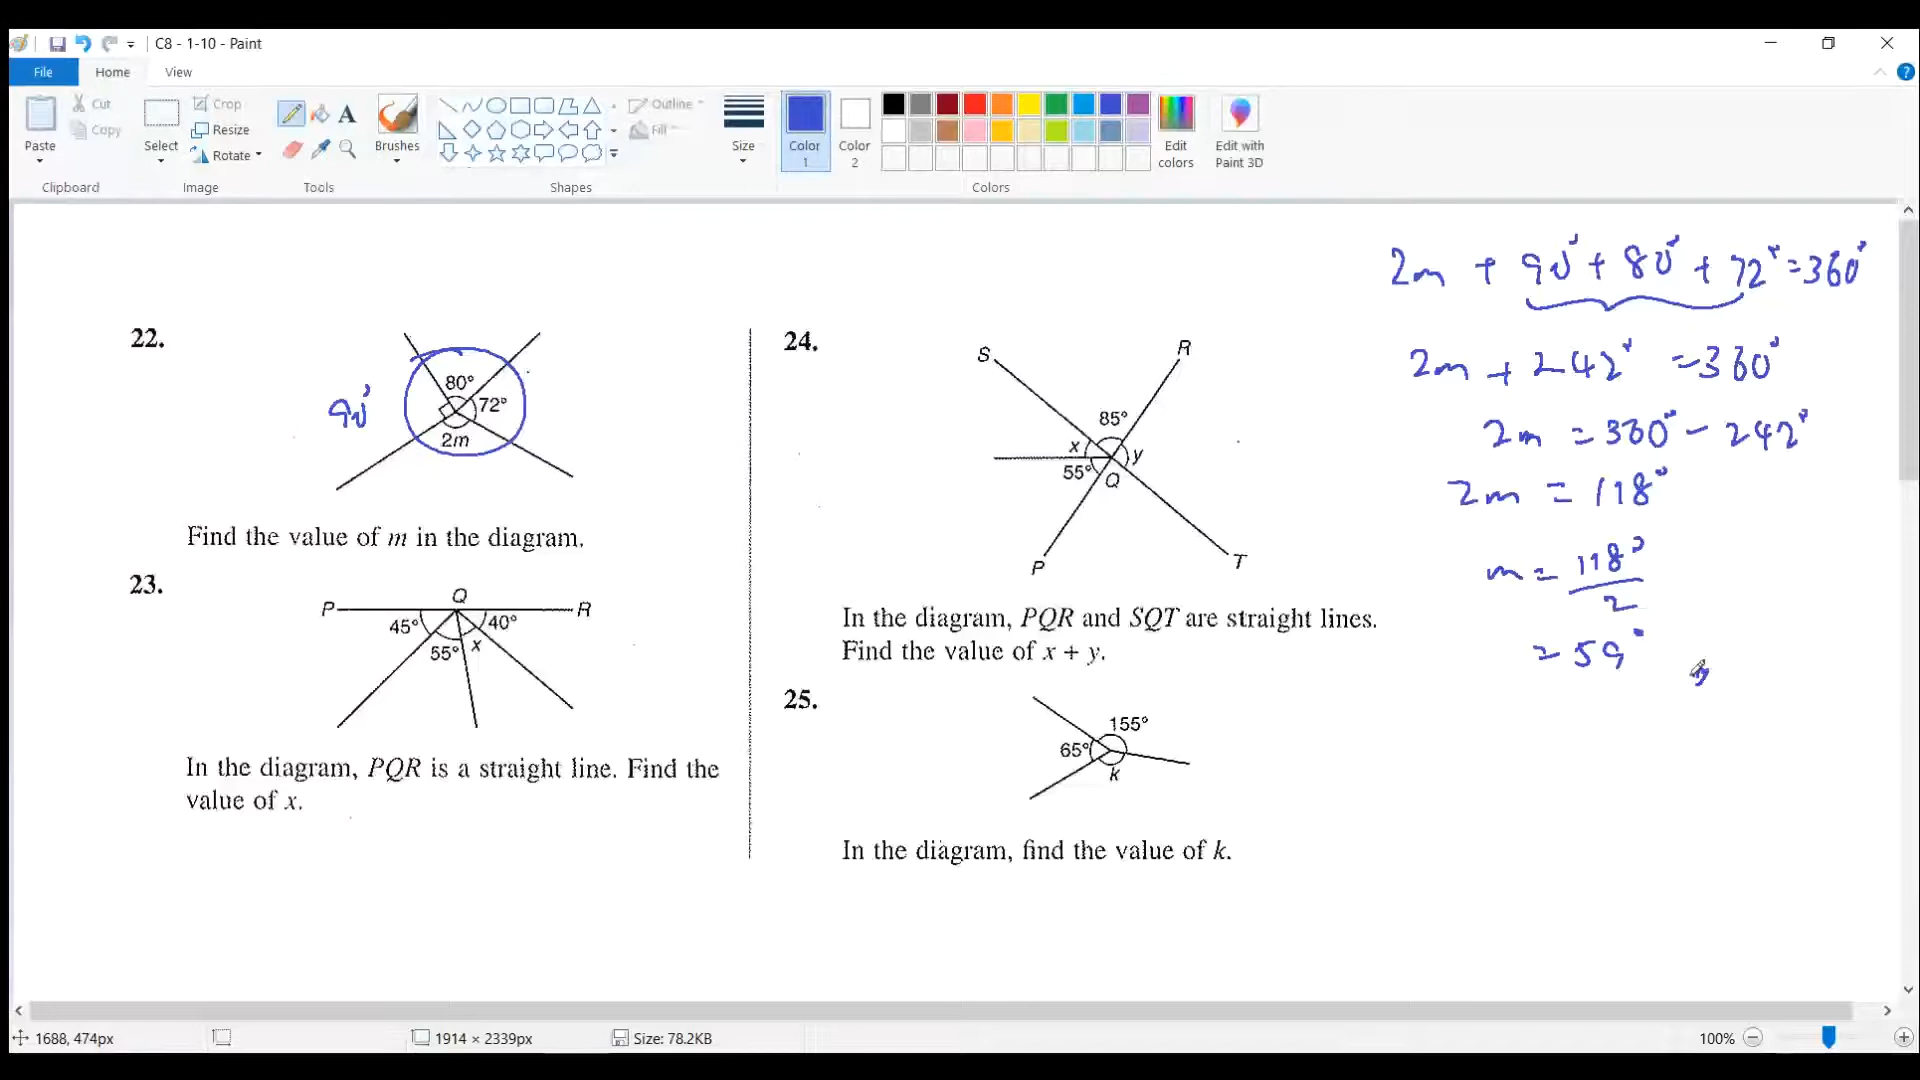 C8 - 1-10 - Paint
File Home View
Paste
Cut
Copy
Clipboard
Select
Crop
Resize
Rotate
Image
A
Tools
Brushes
Outline
Fill
Shapes
Size
Color 1
Color 2
Edit colors
Edit with Paint 3D
Colors
2m + 90° + 80° + 72° = 360°
2m + 242° = 360°
2m = 360° - 242°
2m = 118°
m = 118°
2
= 59°
22.
80°
72°
2m
90°
Find the value of m in the diagram.
23.
P
Q
R
45°
55°
x
40°
In the diagram, PQR is a straight line. Find the
value of x.
24.
S
R
85°
x
y
55°
Q
P
T
In the diagram, PQR and SQT are straight lines.
Find the value of x + y.
25.
155°
65°
k
In the diagram, find the value of k.
1688, 474px
1914 × 2339px
Size: 78.2KB
100%